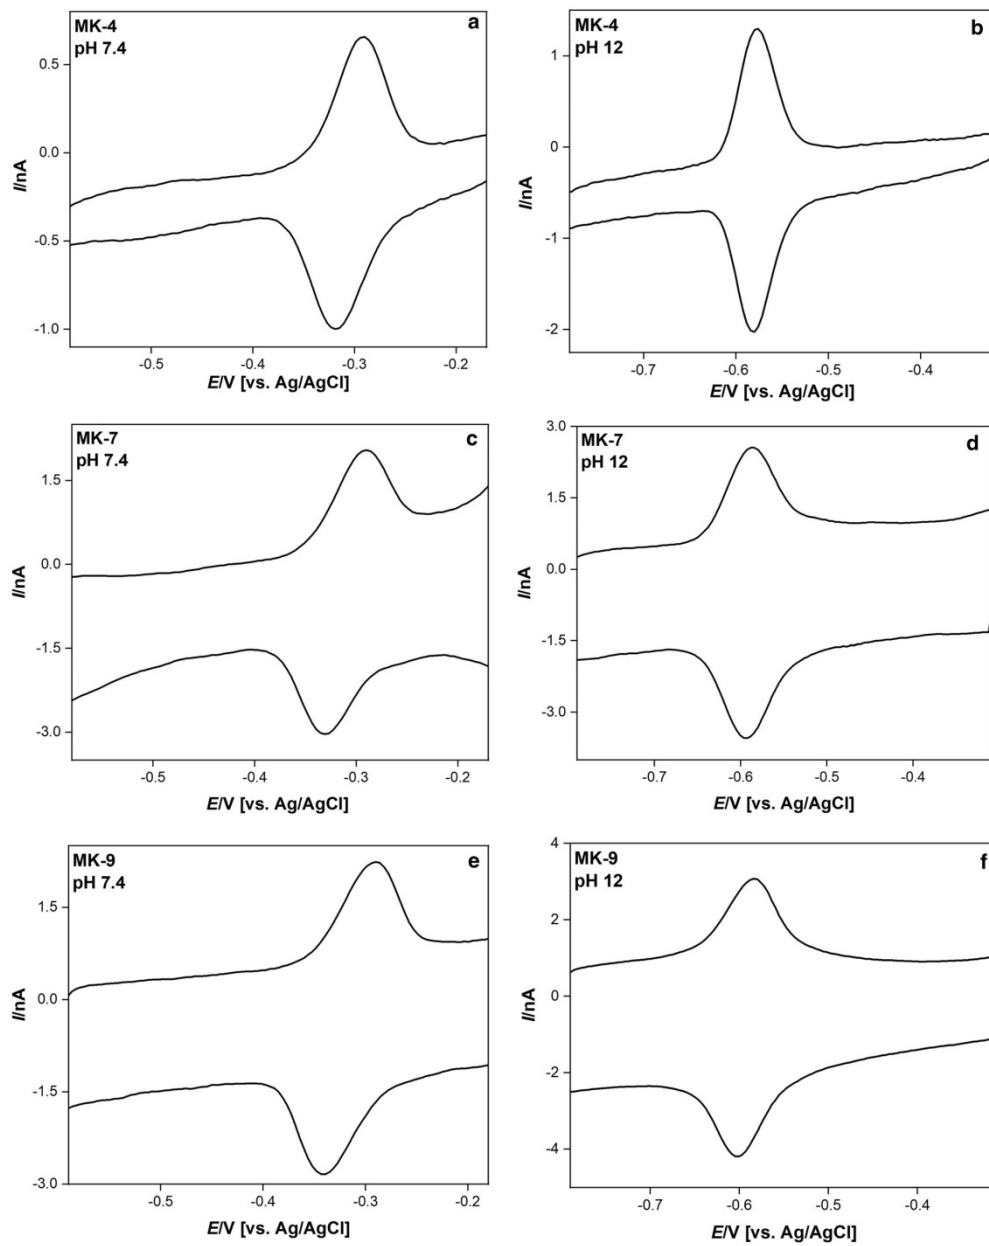 MK-4
pH 7.4
a
0.5
0.0
-0.5
-1.0
I/nA
-0.5
-0.4
-0.3
-0.2
E/V [vs. Ag/AgCl]
MK-4
pH 12
b
1
0
-1
-2
I/nA
-0.7
-0.6
-0.5
-0.4
E/V [vs. Ag/AgCl]
MK-7
pH 7.4
c
1.5
0.0
-1.5
-3.0
I/nA
-0.5
-0.4
-0.3
-0.2
E/V [vs. Ag/AgCl]
MK-7
pH 12
d
3.0
1.5
0.0
-1.5
-3.0
I/nA
-0.7
-0.6
-0.5
-0.4
E/V [vs. Ag/AgCl]
MK-9
pH 7.4
e
1.5
0.0
-1.5
-3.0
I/nA
-0.5
-0.4
-0.3
-0.2
E/V [vs. Ag/AgCl]
MK-9
pH 12
f
4
2
0
-2
-4
I/nA
-0.7
-0.6
-0.5
-0.4
E/V [vs. Ag/AgCl]